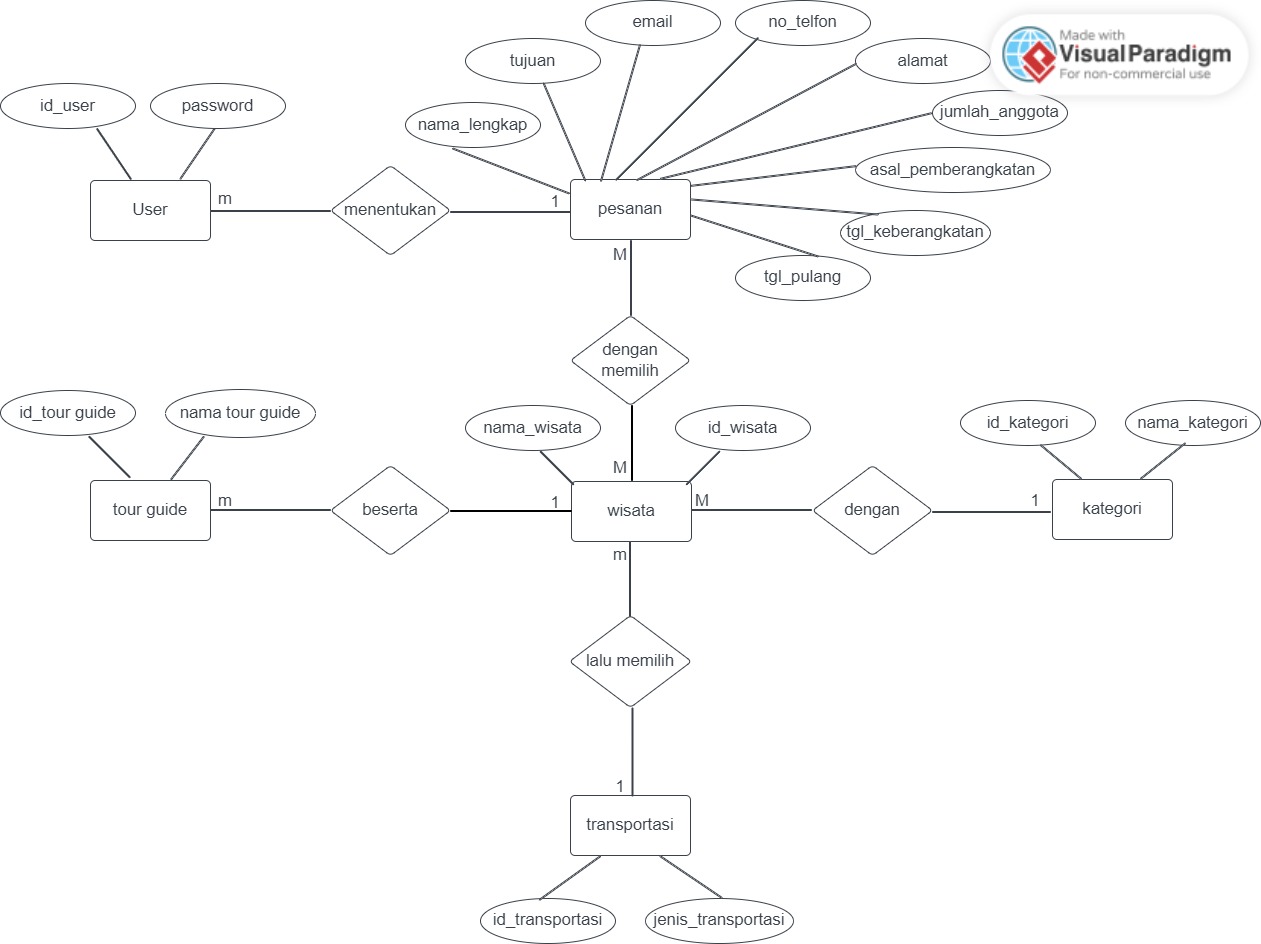 email
no_telfon
Made with
Visual Paradigm
For non-commercial use
tujuan
alamat
id_user
password
nama_lengkap
jumlah_anggota
asal_pemberangkatan
User
m
menentukan
1
pesanan
tgl_keberangkatan
M
tgl_pulang
dengan
memilih
id_tour guide
nama tour guide
nama_wisata
id_wisata
id_kategori
nama_kategori
M
tour guide
m
beserta
1
wisata
M
dengan
1
kategori
m
lalu memilih
1
transportasi
id_transportasi
jenis_transportasi